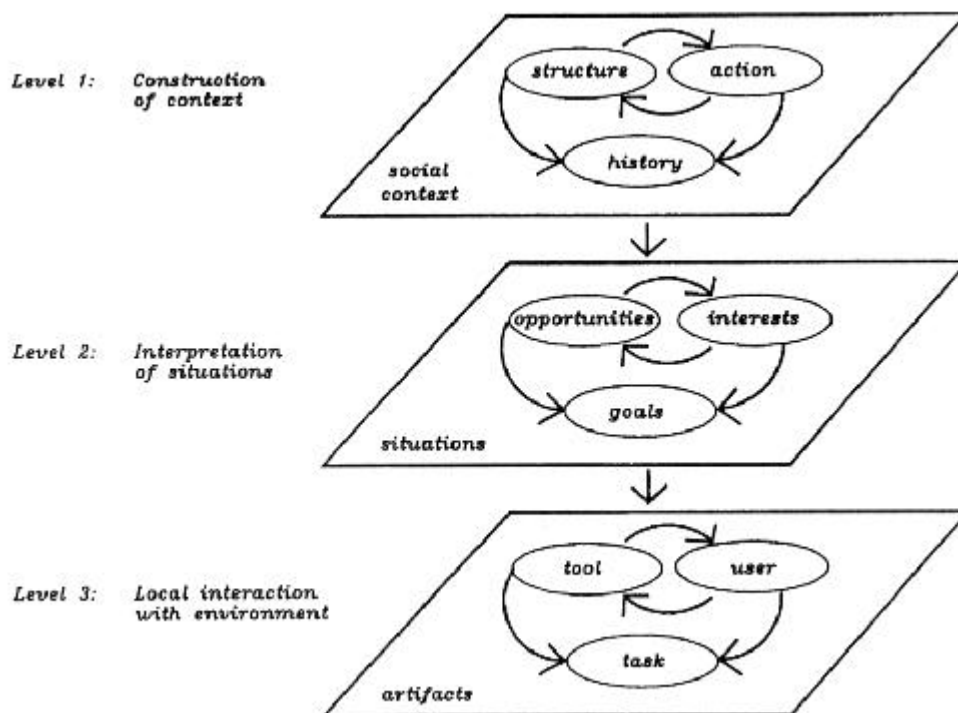 Level 1: Construction
of context
structure
action
history
social
context
Level 2: Interpretation
of situations
opportunities
interests
goals
situations
Level 3: Local interaction
with environment
tool
user
task
artifacts